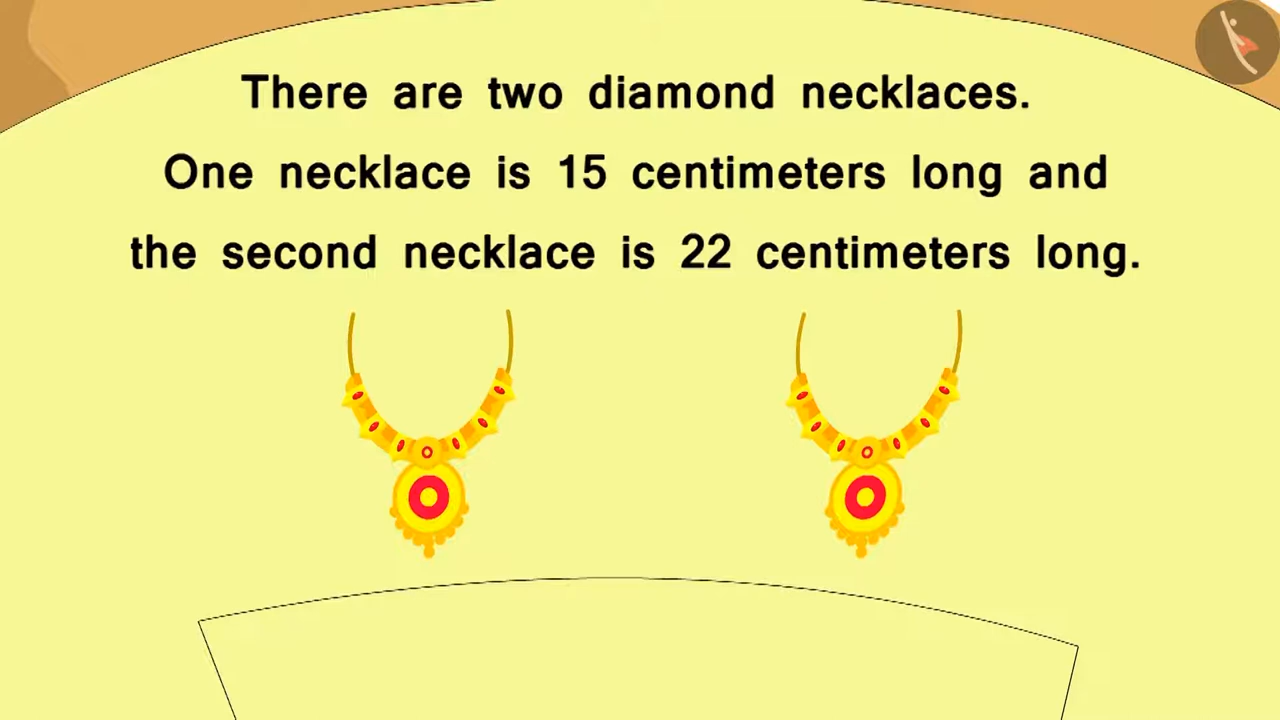 There are two diamond necklaces.
One necklace is 15 centimeters long and
the second necklace is 22 centimeters long.